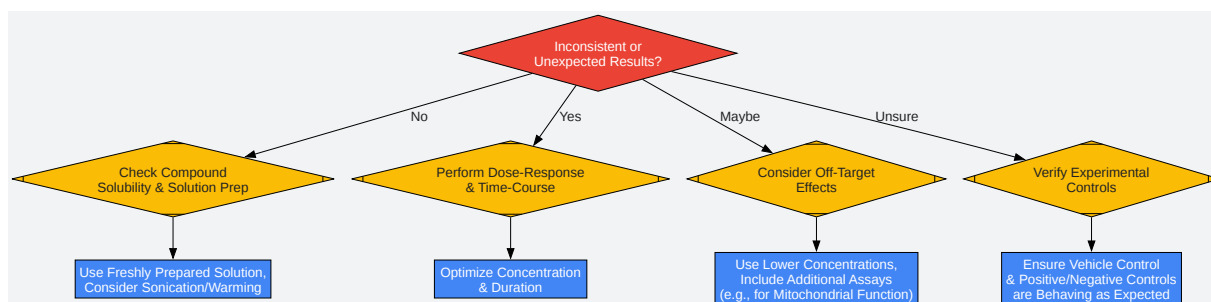 Inconsistent or
Unexpected Results?
No
Yes
Maybe
Unsure
Check Compound
Solubility & Solution Prep
Perform Dose-Response
& Time-Course
Consider Off-Target
Effects
Verify Experimental
Controls
Use Freshly Prepared Solution,
Consider Sonication/Warming
Optimize Concentration
& Duration
Use Lower Concentrations,
Include Additional Assays
(e.g., for Mitochondrial Function)
Ensure Vehicle Control
& Positive/Negative Controls
are Behaving as Expected